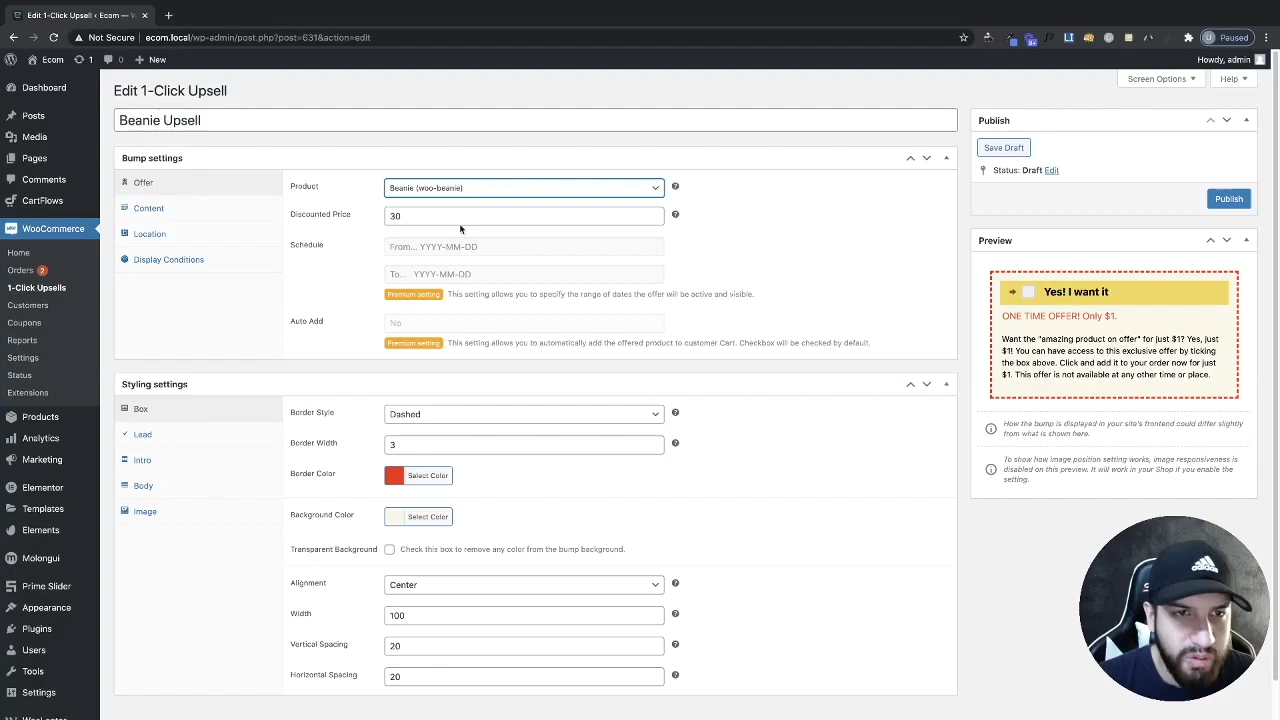 Edit 1-Click Upsell ‹ Ecom — W
Not Secure
ecom.local/wp-admin/post.php?post=631&action=edit
9+
LI
U
Paused
Ecom
1
0
New
Howdy, admin
Dashboard
Posts
Media
Pages
Comments
CartFlows
WooCommerce
Home
Orders 2
1-Click Upsells
Customers
Coupons
Reports
Settings
Status
Extensions
Products
Analytics
Marketing
Elementor
Templates
Elements
Molongui
Prime Slider
Appearance
Plugins
Users
Tools
Settings
Screen Options
Help
Edit 1-Click Upsell
Beanie Upsell
Bump settings
Offer
Content
Location
Display Conditions
Product
Beanie (woo-beanie)
Discounted Price
30
Schedule
From... YYYY-MM-DD
To... YYYY-MM-DD
Premium setting This setting allows you to specify the range of dates the offer will be active and visible.
Auto Add
No
Premium setting This setting allows you to automatically add the offered product to customer Cart. Checkbox will be checked by default.
Styling settings
Box
Lead
Intro
Body
Image
Border Style
Dashed
Border Width
3
Border Color
Select Color
Background Color
Select Color
Transparent Background
Check this box to remove any color from the bump background.
Alignment
Center
Width
100
Vertical Spacing
20
Horizontal Spacing
20
Publish
Save Draft
Status: Draft Edit
Publish
Preview
Yes! I want it
ONE TIME OFFER! Only $1.
Want the "amazing product on offer" for just $1? Yes, just
$1! You can have access to this exclusive offer by ticking
the box above. Click and add it to your order now for just
$1. This offer is not available at any other time or place.
How the bump is displayed in your site's frontend could differ slightly
from what is shown here.
To show how image position setting works, image responsiveness is
disabled on this preview. It will work in your Shop if you enable the
setting.